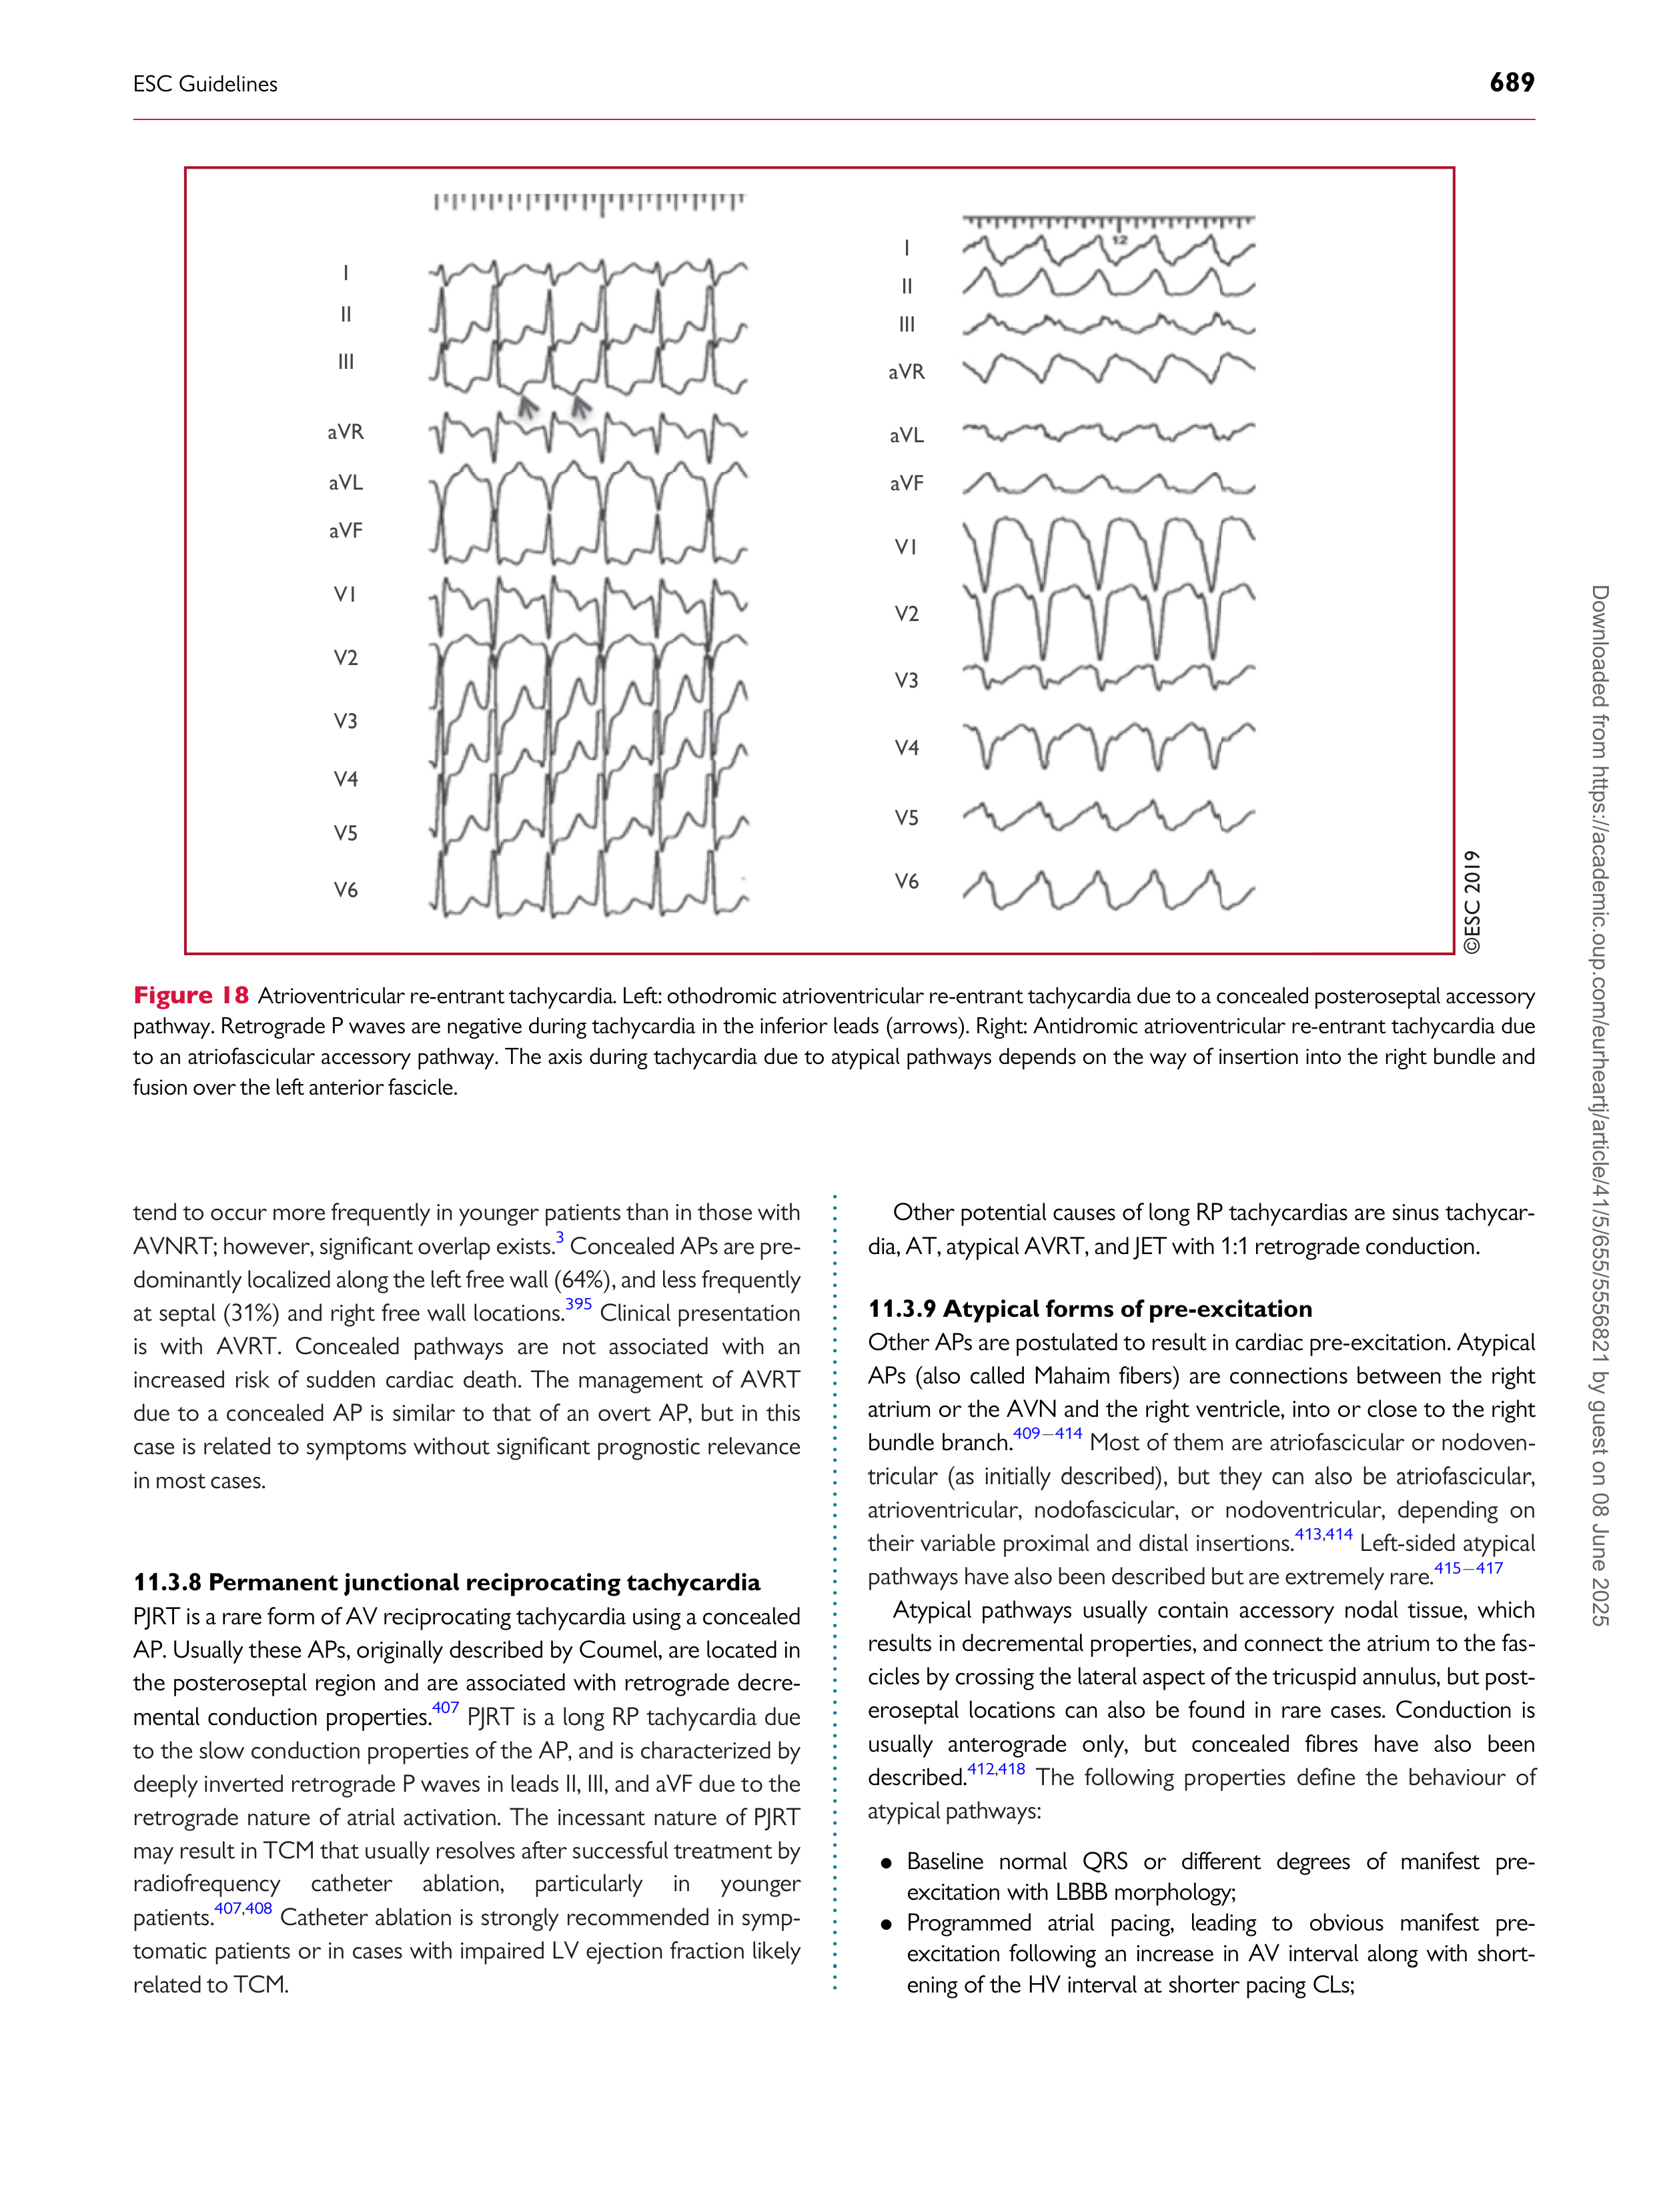 ESC Guidelines
689
12
I
II
III
aVR
aVL
aVF
V1
V2
V3
V4
V5
V6
I
II
III
aVR
aVL
aVF
V1
V2
V3
V4
V5
V6
©ESC 2019
Figure 18 Atrioventricular re-entrant tachycardia. Left: othodromic atrioventricular re-entrant tachycardia due to a concealed posteroseptal accessory
pathway. Retrograde P waves are negative during tachycardia in the inferior leads (arrows). Right: Antidromic atrioventricular re-entrant tachycardia due
to an atriofascicular accessory pathway. The axis during tachycardia due to atypical pathways depends on the way of insertion into the right bundle and
fusion over the left anterior fascicle.
tend to occur more frequently in younger patients than in those with
AVNRT; however, significant overlap exists.3 Concealed APs are pre-
dominantly localized along the left free wall (64%), and less frequently
at septal (31%) and right free wall locations.395 Clinical presentation
is with AVRT. Concealed pathways are not associated with an
increased risk of sudden cardiac death. The management of AVRT
due to a concealed AP is similar to that of an overt AP, but in this
case is related to symptoms without significant prognostic relevance
in most cases.
11.3.8 Permanent junctional reciprocating tachycardia
PJRT is a rare form of AV reciprocating tachycardia using a concealed
AP. Usually these APs, originally described by Coumel, are located in
the posteroseptal region and are associated with retrograde decre-
mental conduction properties.407 PJRT is a long RP tachycardia due
to the slow conduction properties of the AP, and is characterized by
deeply inverted retrograde P waves in leads II, III, and aVF due to the
retrograde nature of atrial activation. The incessant nature of PJRT
may result in TCM that usually resolves after successful treatment by
radiofrequency catheter ablation, particularly in younger
patients.407,408 Catheter ablation is strongly recommended in symp-
tomatic patients or in cases with impaired LV ejection fraction likely
related to TCM.
Other potential causes of long RP tachycardias are sinus tachycar-
dia, AT, atypical AVRT, and JET with 1:1 retrograde conduction.
11.3.9 Atypical forms of pre-excitation
Other APs are postulated to result in cardiac pre-excitation. Atypical
APs (also called Mahaim fibers) are connections between the right
atrium or the AVN and the right ventricle, into or close to the right
bundle branch.409–414 Most of them are atriofascicular or nodoven-
tricular (as initially described), but they can also be atriofascicular,
atrioventricular, nodofascicular, or nodoventricular, depending on
their variable proximal and distal insertions.413,414 Left-sided atypical
pathways have also been described but are extremely rare.415–417
Atypical pathways usually contain accessory nodal tissue, which
results in decremental properties, and connect the atrium to the fas-
cicles by crossing the lateral aspect of the tricuspid annulus, but post-
eroseptal locations can also be found in rare cases. Conduction is
usually anterograde only, but concealed fibres have also been
described.412,418 The following properties define the behaviour of
atypical pathways:
● Baseline normal QRS or different degrees of manifest pre-
excitation with LBBB morphology;
● Programmed atrial pacing, leading to obvious manifest pre-
excitation following an increase in AV interval along with short-
ening of the HV interval at shorter pacing CLs;
Downloaded from https://academic.oup.com/eurheartj/article/41/5/655/5556821 by guest on 08 June 2025